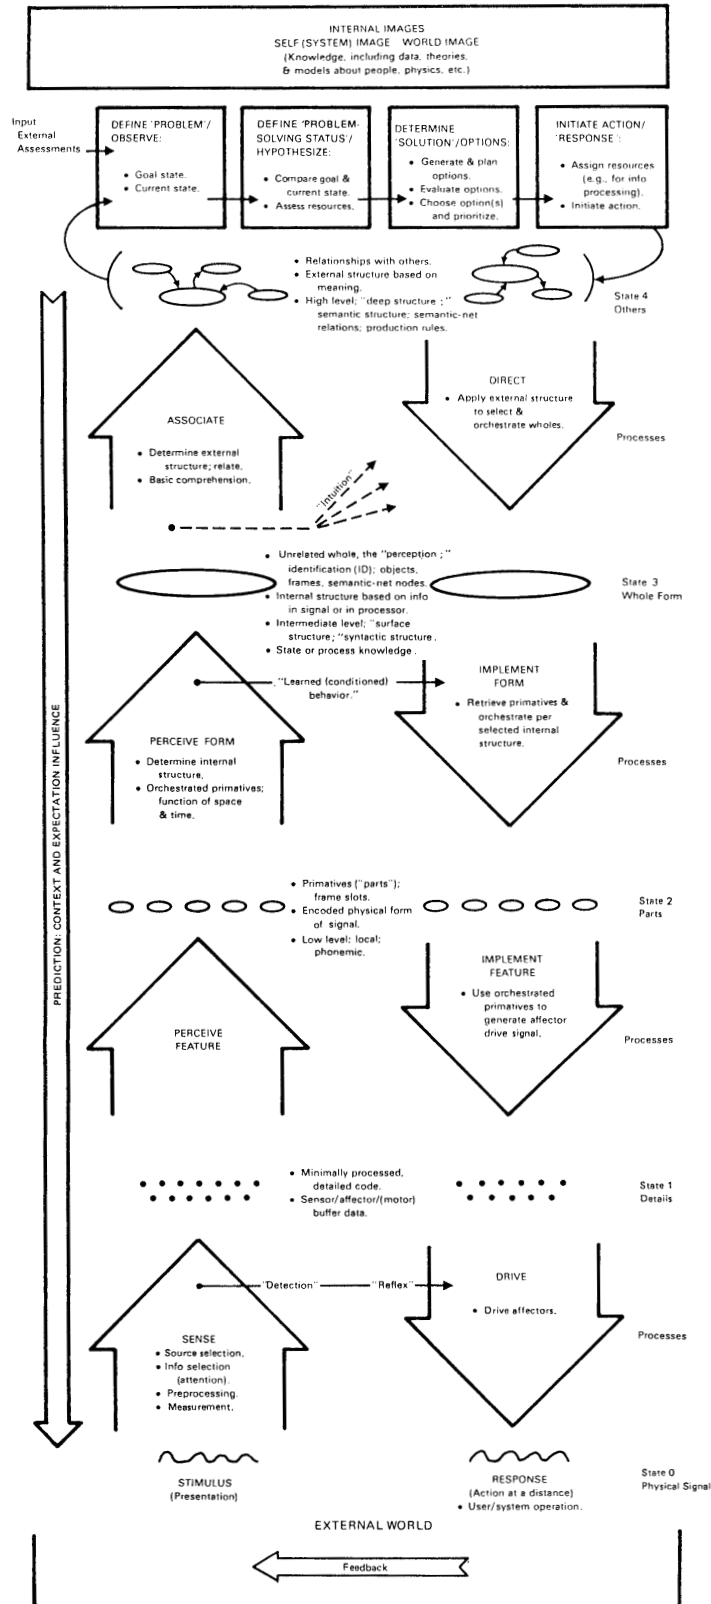 INTERNAL IMAGES
SELF (SYSTEM) IMAGE WORLD IMAGE
(Knowledge, including data, theories,
& models about people, physics, etc.)
Input
External
Assessments
DEFINE 'PROBLEM'/
OBSERVE:
• Goal state.
• Current state.
DEFINE 'PROBLEM-
SOLVING STATUS'/
HYPOTHESIZE:
• Compare goal &
current state.
• Assess resources.
DETERMINE
'SOLUTION'/OPTIONS:
• Generate & plan
options.
• Evaluate options.
• Choose option(s)
and prioritize.
INITIATE ACTION/
'RESPONSE':
• Assign resources
(e.g., for info
processing).
• Initiate action.
• Relationships with others.
• External structure based on
meaning.
• High level; "deep structure;"
semantic structure; semantic-net
relations; production rules.
State 4
Others
ASSOCIATE
• Determine external
structure; relate.
• Basic comprehension.
DIRECT
• Apply external structure
to select &
orchestrate wholes.
Processes
"Intuition"
• Unrelated whole, the "perception;"
identification (ID); objects,
frames, semantic-net nodes.
• Internal structure based on info
in signal or in processor.
• Intermediate level; "surface
structure; "syntactic structure.
• State or process knowledge.
State 3
Whole Form
"Learned (conditioned)
behavior."
PERCEIVE FORM
• Determine internal
structure.
• Orchestrated primatives;
function of space
& time.
IMPLEMENT
FORM
• Retrieve primatives &
orchestrate per
selected internal
structure.
Processes
PREDICTION: CONTEXT AND EXPECTATION INFLUENCE
• Primatives ("parts");
frame slots.
• Encoded physical form
of signal.
• Low level; local;
phonemic.
State 2
Parts
PERCEIVE
FEATURE
IMPLEMENT
FEATURE
• Use orchestrated
primatives to
generate affector
drive signal.
Processes
• Minimally processed,
detailed code.
• Sensor/affector/(motor)
buffer data.
State 1
Details
"Detection" "Reflex"
SENSE
• Source selection.
• Info selection
(attention).
• Preprocessing.
• Measurement.
DRIVE
• Drive affectors.
Processes
STIMULUS
(Presentation)
RESPONSE
(Action at a distance)
• User/system operation.
State 0
Physical Signal
EXTERNAL WORLD
Feedback